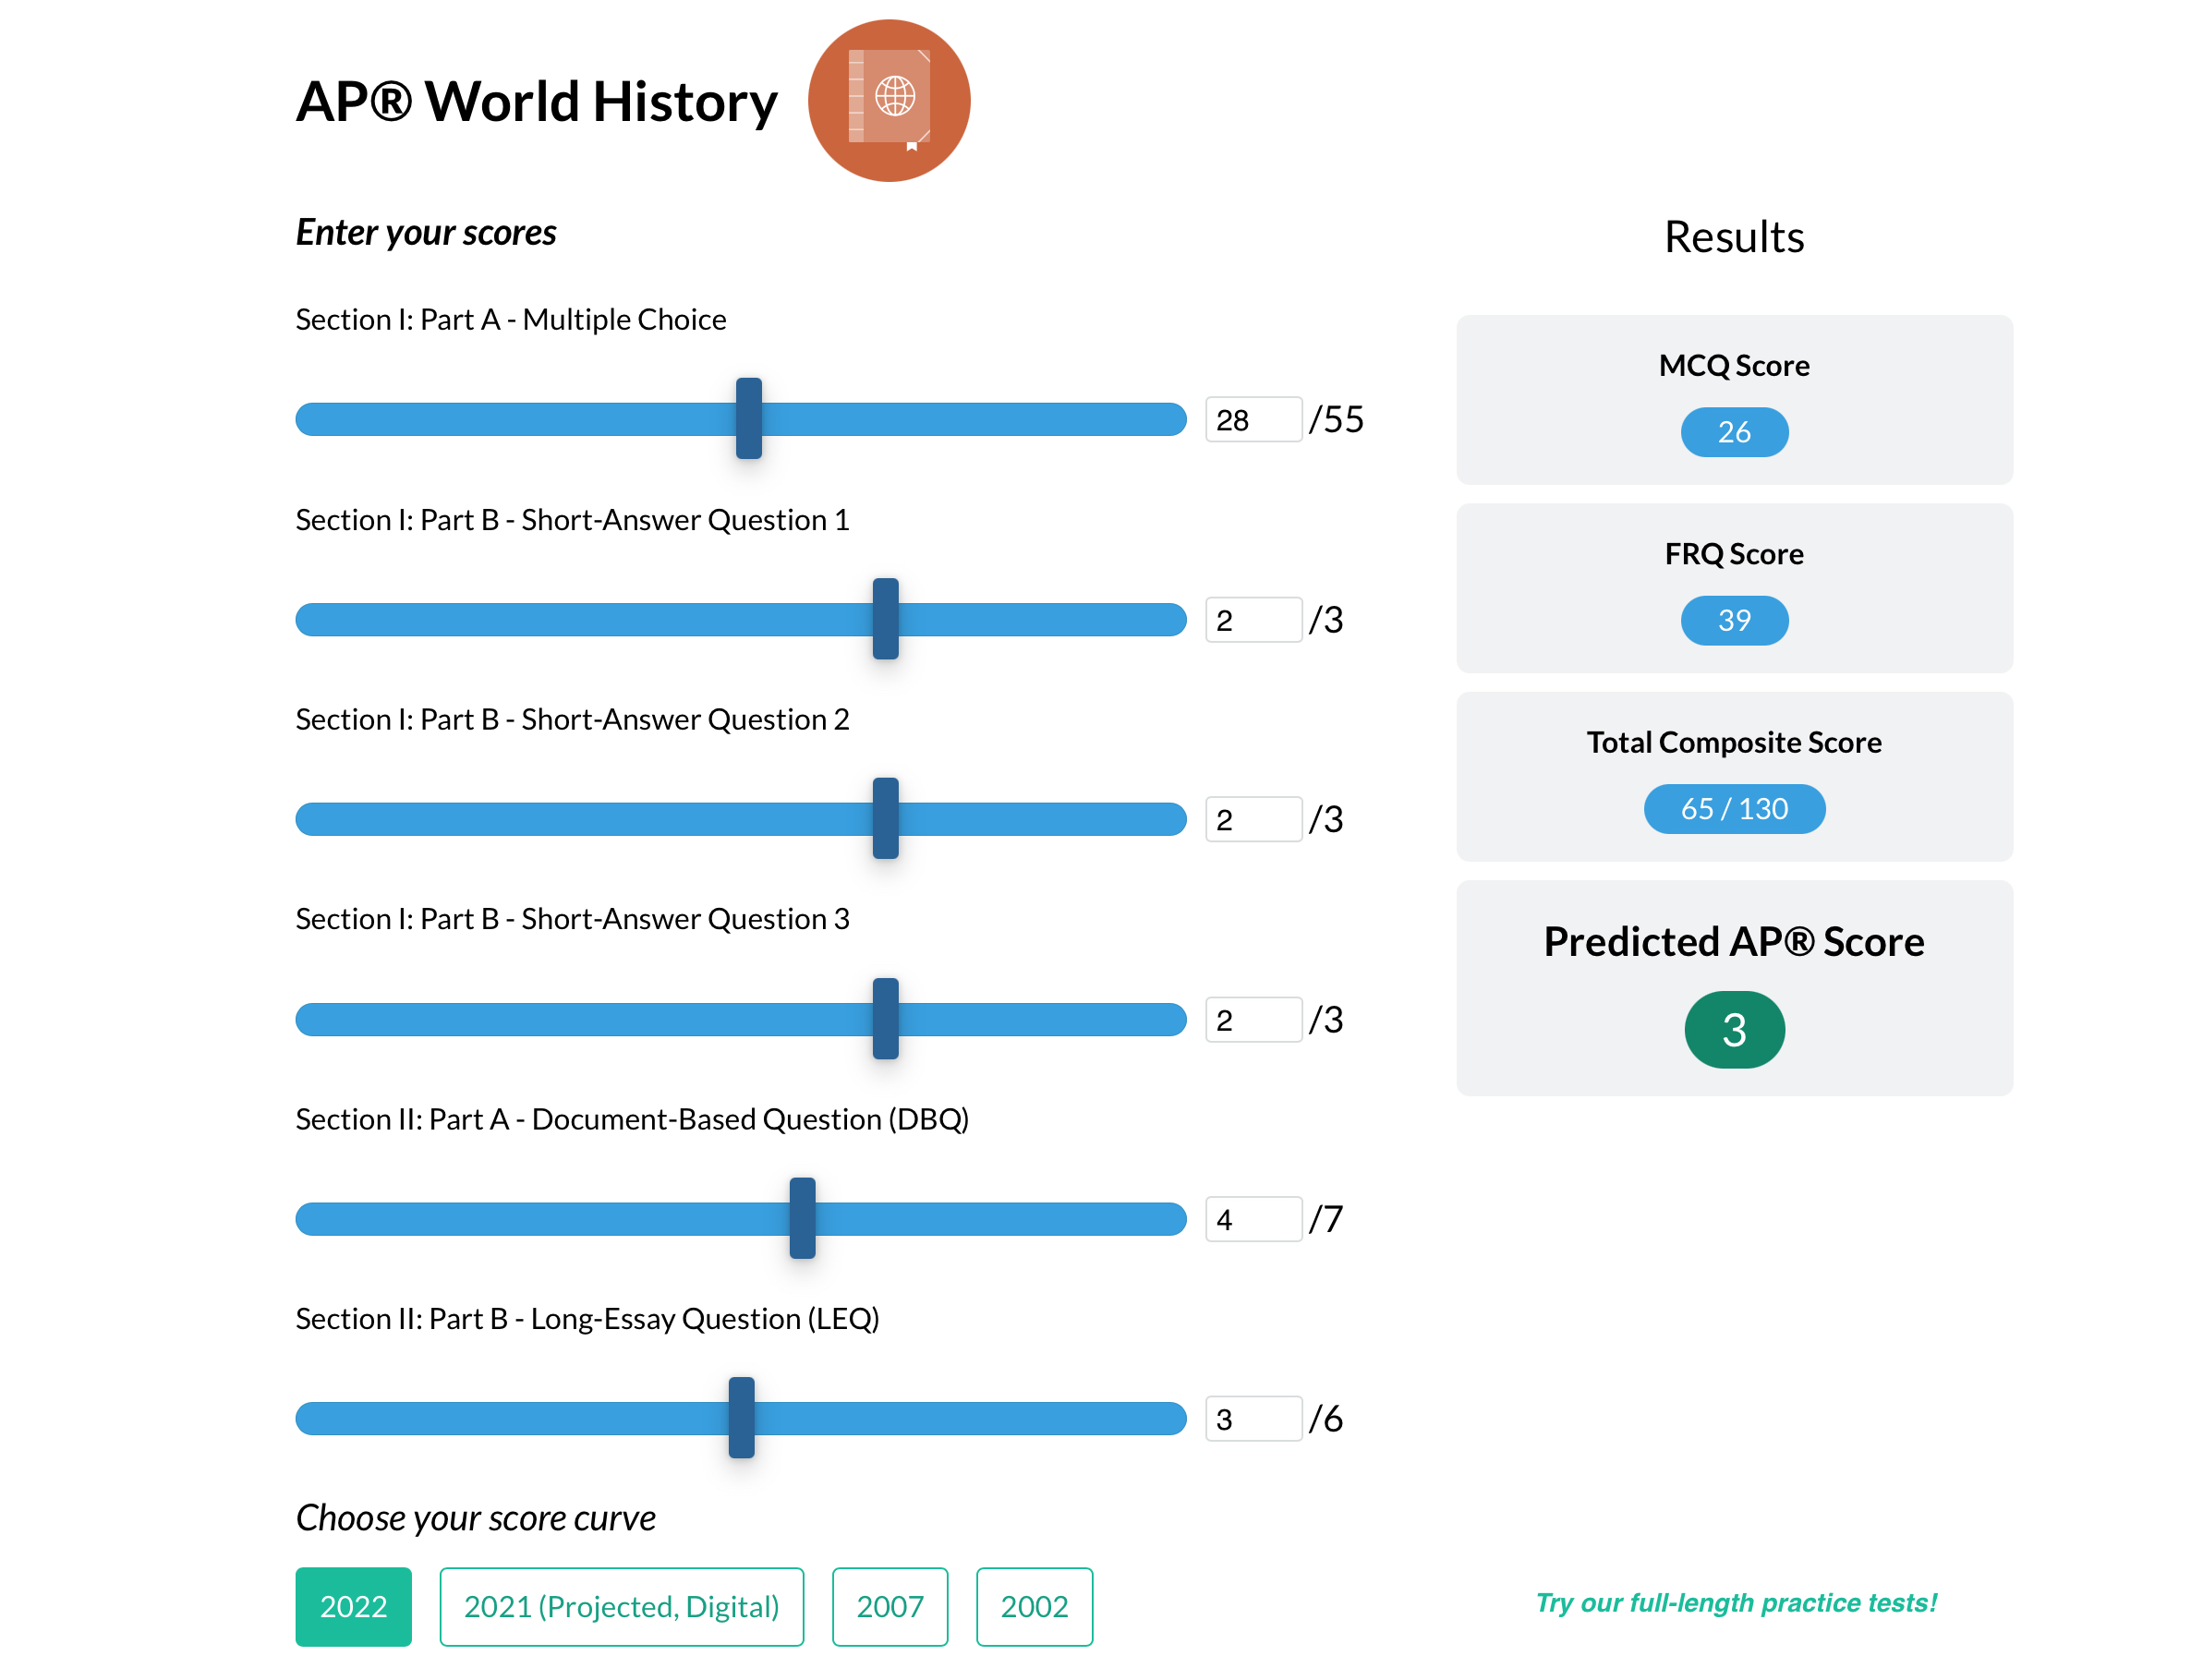 AP® World History
Enter your scores
Section I: Part A - Multiple Choice
28 /55
Section I: Part B - Short-Answer Question 1
2 /3
Section I: Part B - Short-Answer Question 2
2 /3
Section I: Part B - Short-Answer Question 3
2 /3
Section II: Part A - Document-Based Question (DBQ)
4 /7
Section II: Part B - Long-Essay Question (LEQ)
3 /6
Choose your score curve
2022 2021 (Projected, Digital) 2007 2002
Results
MCQ Score
26
FRQ Score
39
Total Composite Score
65 / 130
Predicted AP® Score
3
Try our full-length practice tests!